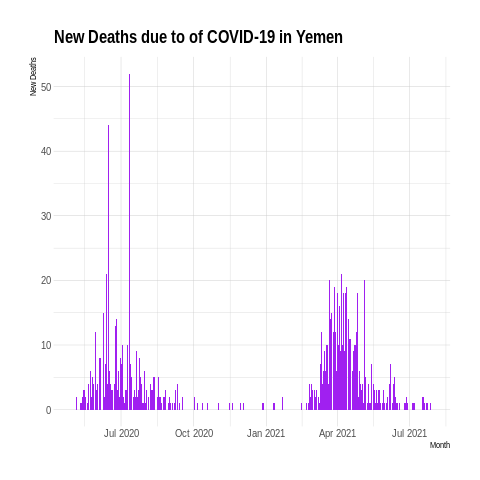 New Deaths due to of COVID-19 in Yemen
New Deaths
50
40
30
20
10
0
Jul 2020 Oct 2020 Jan 2021 Apr 2021 Jul 2021
Month